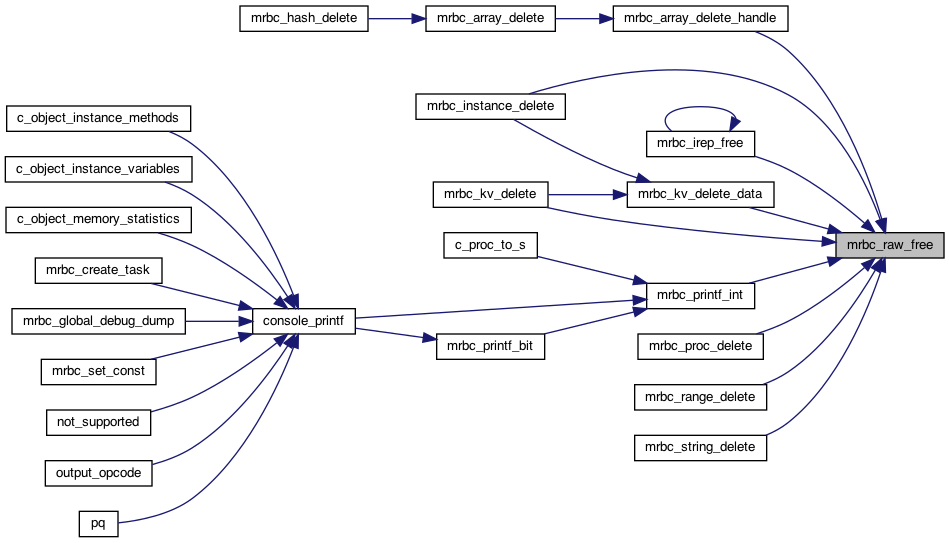 mrbc_hash_delete
mrbc_array_delete
mrbc_array_delete_handle
mrbc_instance_delete
c_object_instance_methods
mrbc_irep_free
c_object_instance_variables
mrbc_kv_delete
mrbc_kv_delete_data
c_object_memory_statistics
c_proc_to_s
mrbc_raw_free
mrbc_create_task
mrbc_printf_int
mrbc_global_debug_dump
console_printf
mrbc_printf_bit
mrbc_proc_delete
mrbc_set_const
mrbc_range_delete
not_supported
mrbc_string_delete
output_opcode
pq